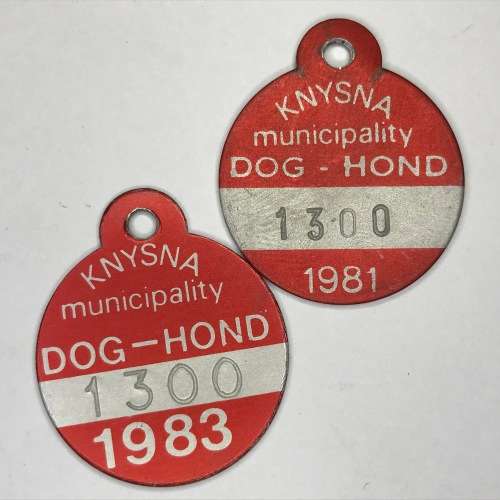 KNYSNA
municipality
DOG - HOND
1300
1981
KNYSNA
municipality
DOG-HOND
1300
1983